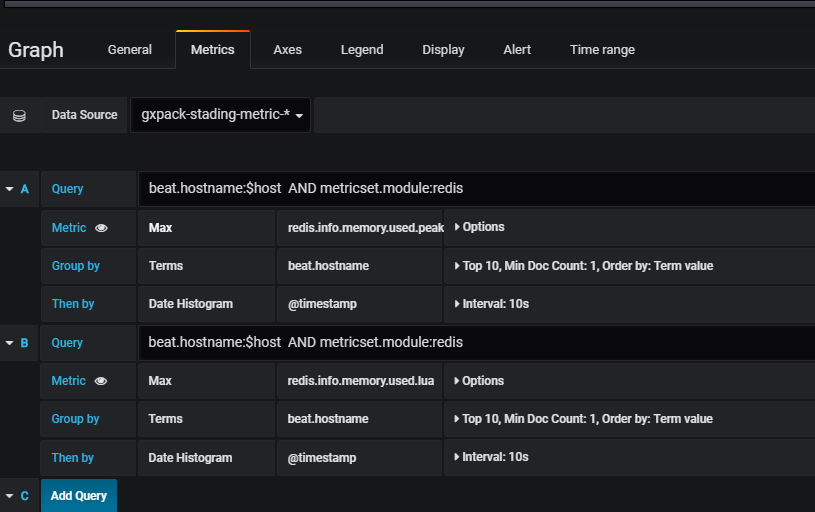 Graph General Metrics Axes Legend Display Alert Time range
Data Source gxpack-stading-metric-*
A Query beat.hostname:$host AND metricset.module:redis
Metric Max redis.info.memory.used.peak Options
Group by Terms beat.hostname Top 10, Min Doc Count: 1, Order by: Term value
Then by Date Histogram @timestamp Interval: 10s
B Query beat.hostname:$host AND metricset.module:redis
Metric Max redis.info.memory.used.lua Options
Group by Terms beat.hostname Top 10, Min Doc Count: 1, Order by: Term value
Then by Date Histogram @timestamp Interval: 10s
C Add Query